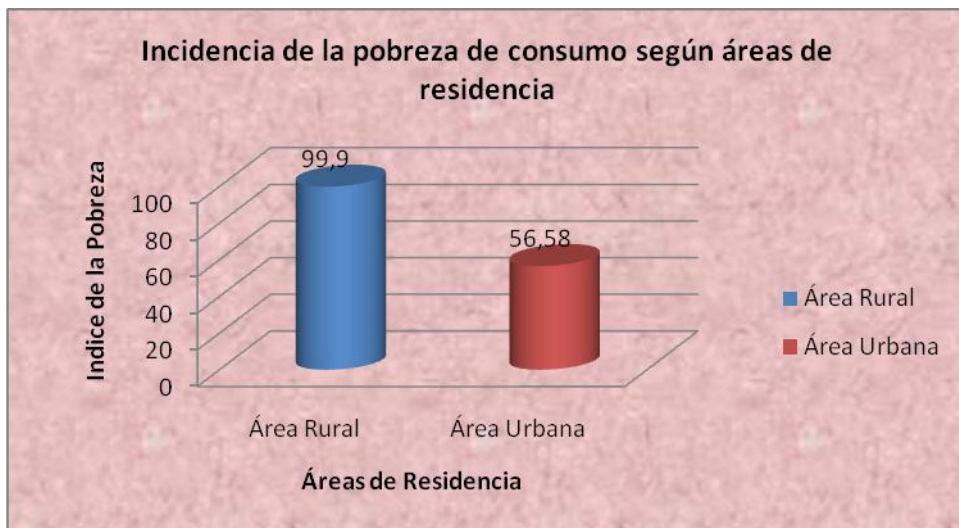 Incidencia de la pobreza de consumo según áreas de
residencia
Indice de la Pobreza
100
80
60
40
20
0
99,9
56,58
Área Rural
Área Urbana
Área Rural
Área Urbana
Áreas de Residencia